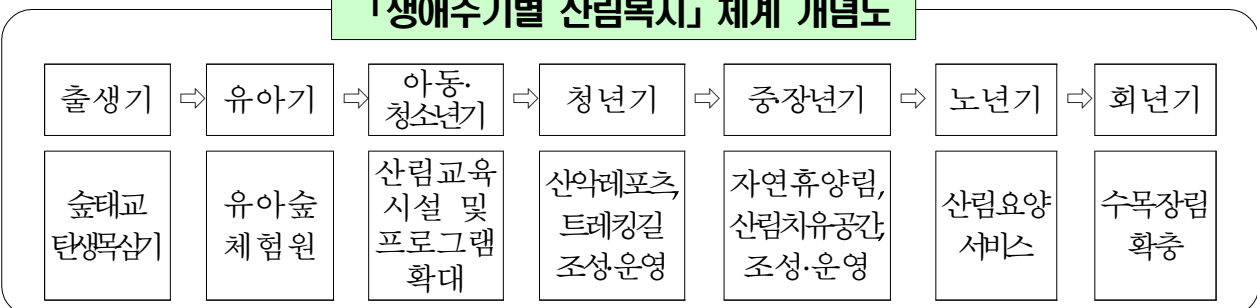 「생애주기별 산림복지」 체계 개념도
출생기 ⇨ 유아기 ⇨ 아동· ⇨ 청년기 ⇨ 중장년기 ⇨ 노년기 ⇨ 회년기
청소년기
숲태교
탄생목심기
유아숲
체험원
산림교육
시설 및
프로그램
확대
산악레포츠,
트레킹길
조성·운영
자연휴양림,
산림치유공간,
조성·운영
산림요양
서비스
수목장림
확충